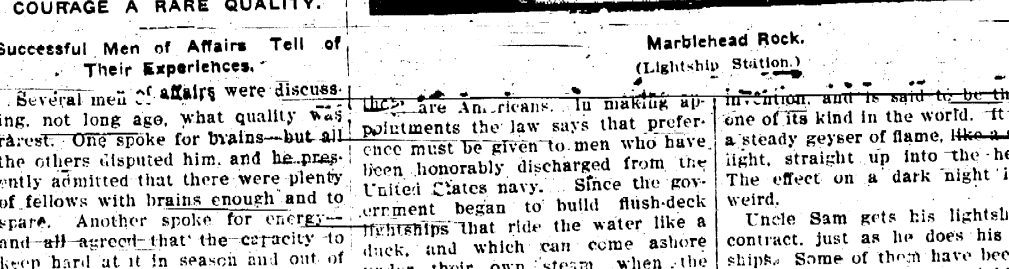 COURAGE A RARE QUALITY.
Successful Men of Affairs Tell of
Their Experiences.
Several men of affairs were discuss-
ing, not long ago, what quality was
rarest. One spoke for brains—but all
the others disputed him, and he pres-
ently admitted that there were plenty
of fellows with brains enough and to
spare. Another spoke for energy—
and all agreed that the capacity to
keep hard at it in season and out of
Marblehead Rock.
(Lightship Station.)
they are Americans. In making ap-
pointments the law says that prefer-
ence must be given to men who have
been honorably discharged from the
United States navy. Since the gov-
ernment began to build flush-deck
lightships that ride the water like a
duck, and which can come ashore
under their own steam when the
invention, and is said to be th
one of its kind in the world. It
a steady geyser of flame, like a
light, straight up into the he
The effect on a dark night i
weird.
Uncle Sam gets his lightsh
contract, just as he does his
ships. Some of them have bee